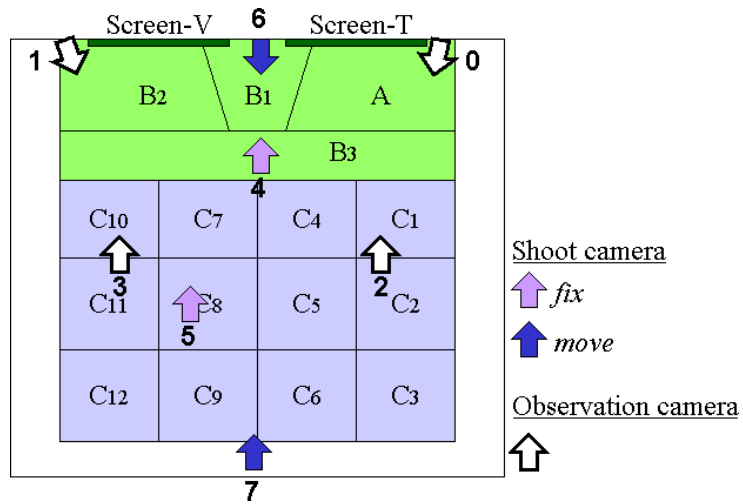 Screen-V 6 Screen-T
1 0
B2 B1 A
B3
4
C10 C7 C4 C1
3 2
C11 C8 C5 C2
5
C12 C9 C6 C3
7
Shoot camera
fix
move
Observation camera